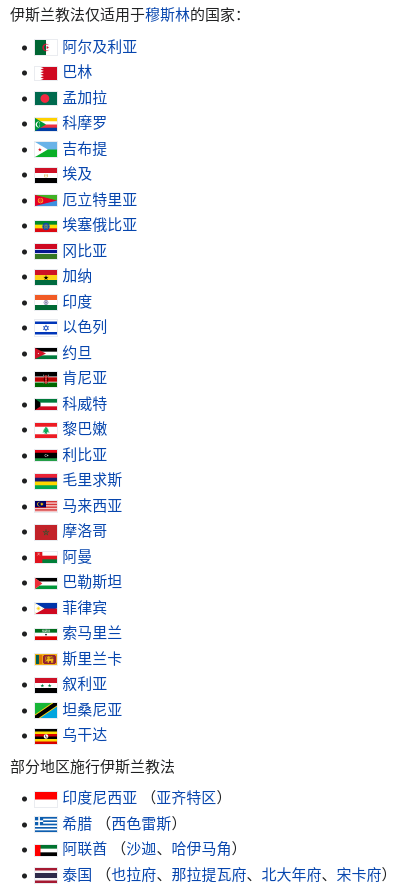 伊斯兰教法仅适用于穆斯林的国家：
阿尔及利亚
巴林
孟加拉
科摩罗
吉布提
埃及
厄立特里亚
埃塞俄比亚
冈比亚
加纳
印度
以色列
约旦
肯尼亚
科威特
黎巴嫩
利比亚
毛里求斯
马来西亚
摩洛哥
阿曼
巴勒斯坦
菲律宾
索马里兰
斯里兰卡
叙利亚
坦桑尼亚
乌干达
部分地区施行伊斯兰教法
印度尼西亚 （亚齐特区）
希腊 （西色雷斯）
阿联酋 （沙迦、哈伊马角）
泰国 （也拉府、那拉提瓦府、北大年府、宋卡府）